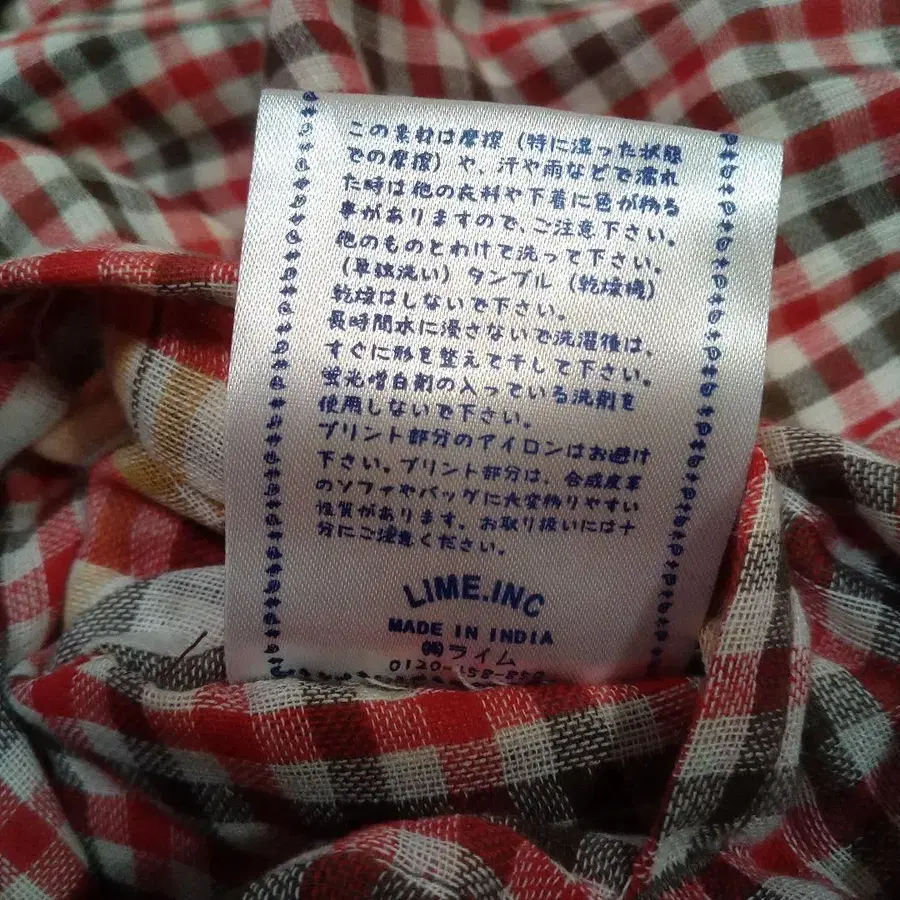 この素材は摩擦（特に湿った状態
での摩擦）や、汗や雨などで濡れ
た時は他の衣料や下着に色が移る
事がありますので、ご注意下さい。
他のものとわけて洗って下さい。
（単独洗い）タンブル（乾燥機）
乾燥はしないで下さい。
長時間水に浸さないで洗濯後は、
すぐに形を整えて干して下さい。
蛍光増白剤の入っている洗剤を
使用しないで下さい。
プリント部分のアイロンはお避け
下さい。プリント部分は、合成皮革
のソファやバッグに大変移りやすい
性質があります。お取り扱いには十
分にご注意ください。
LIME.INC
MADE IN INDIA
㈱ライム
0120-158-850